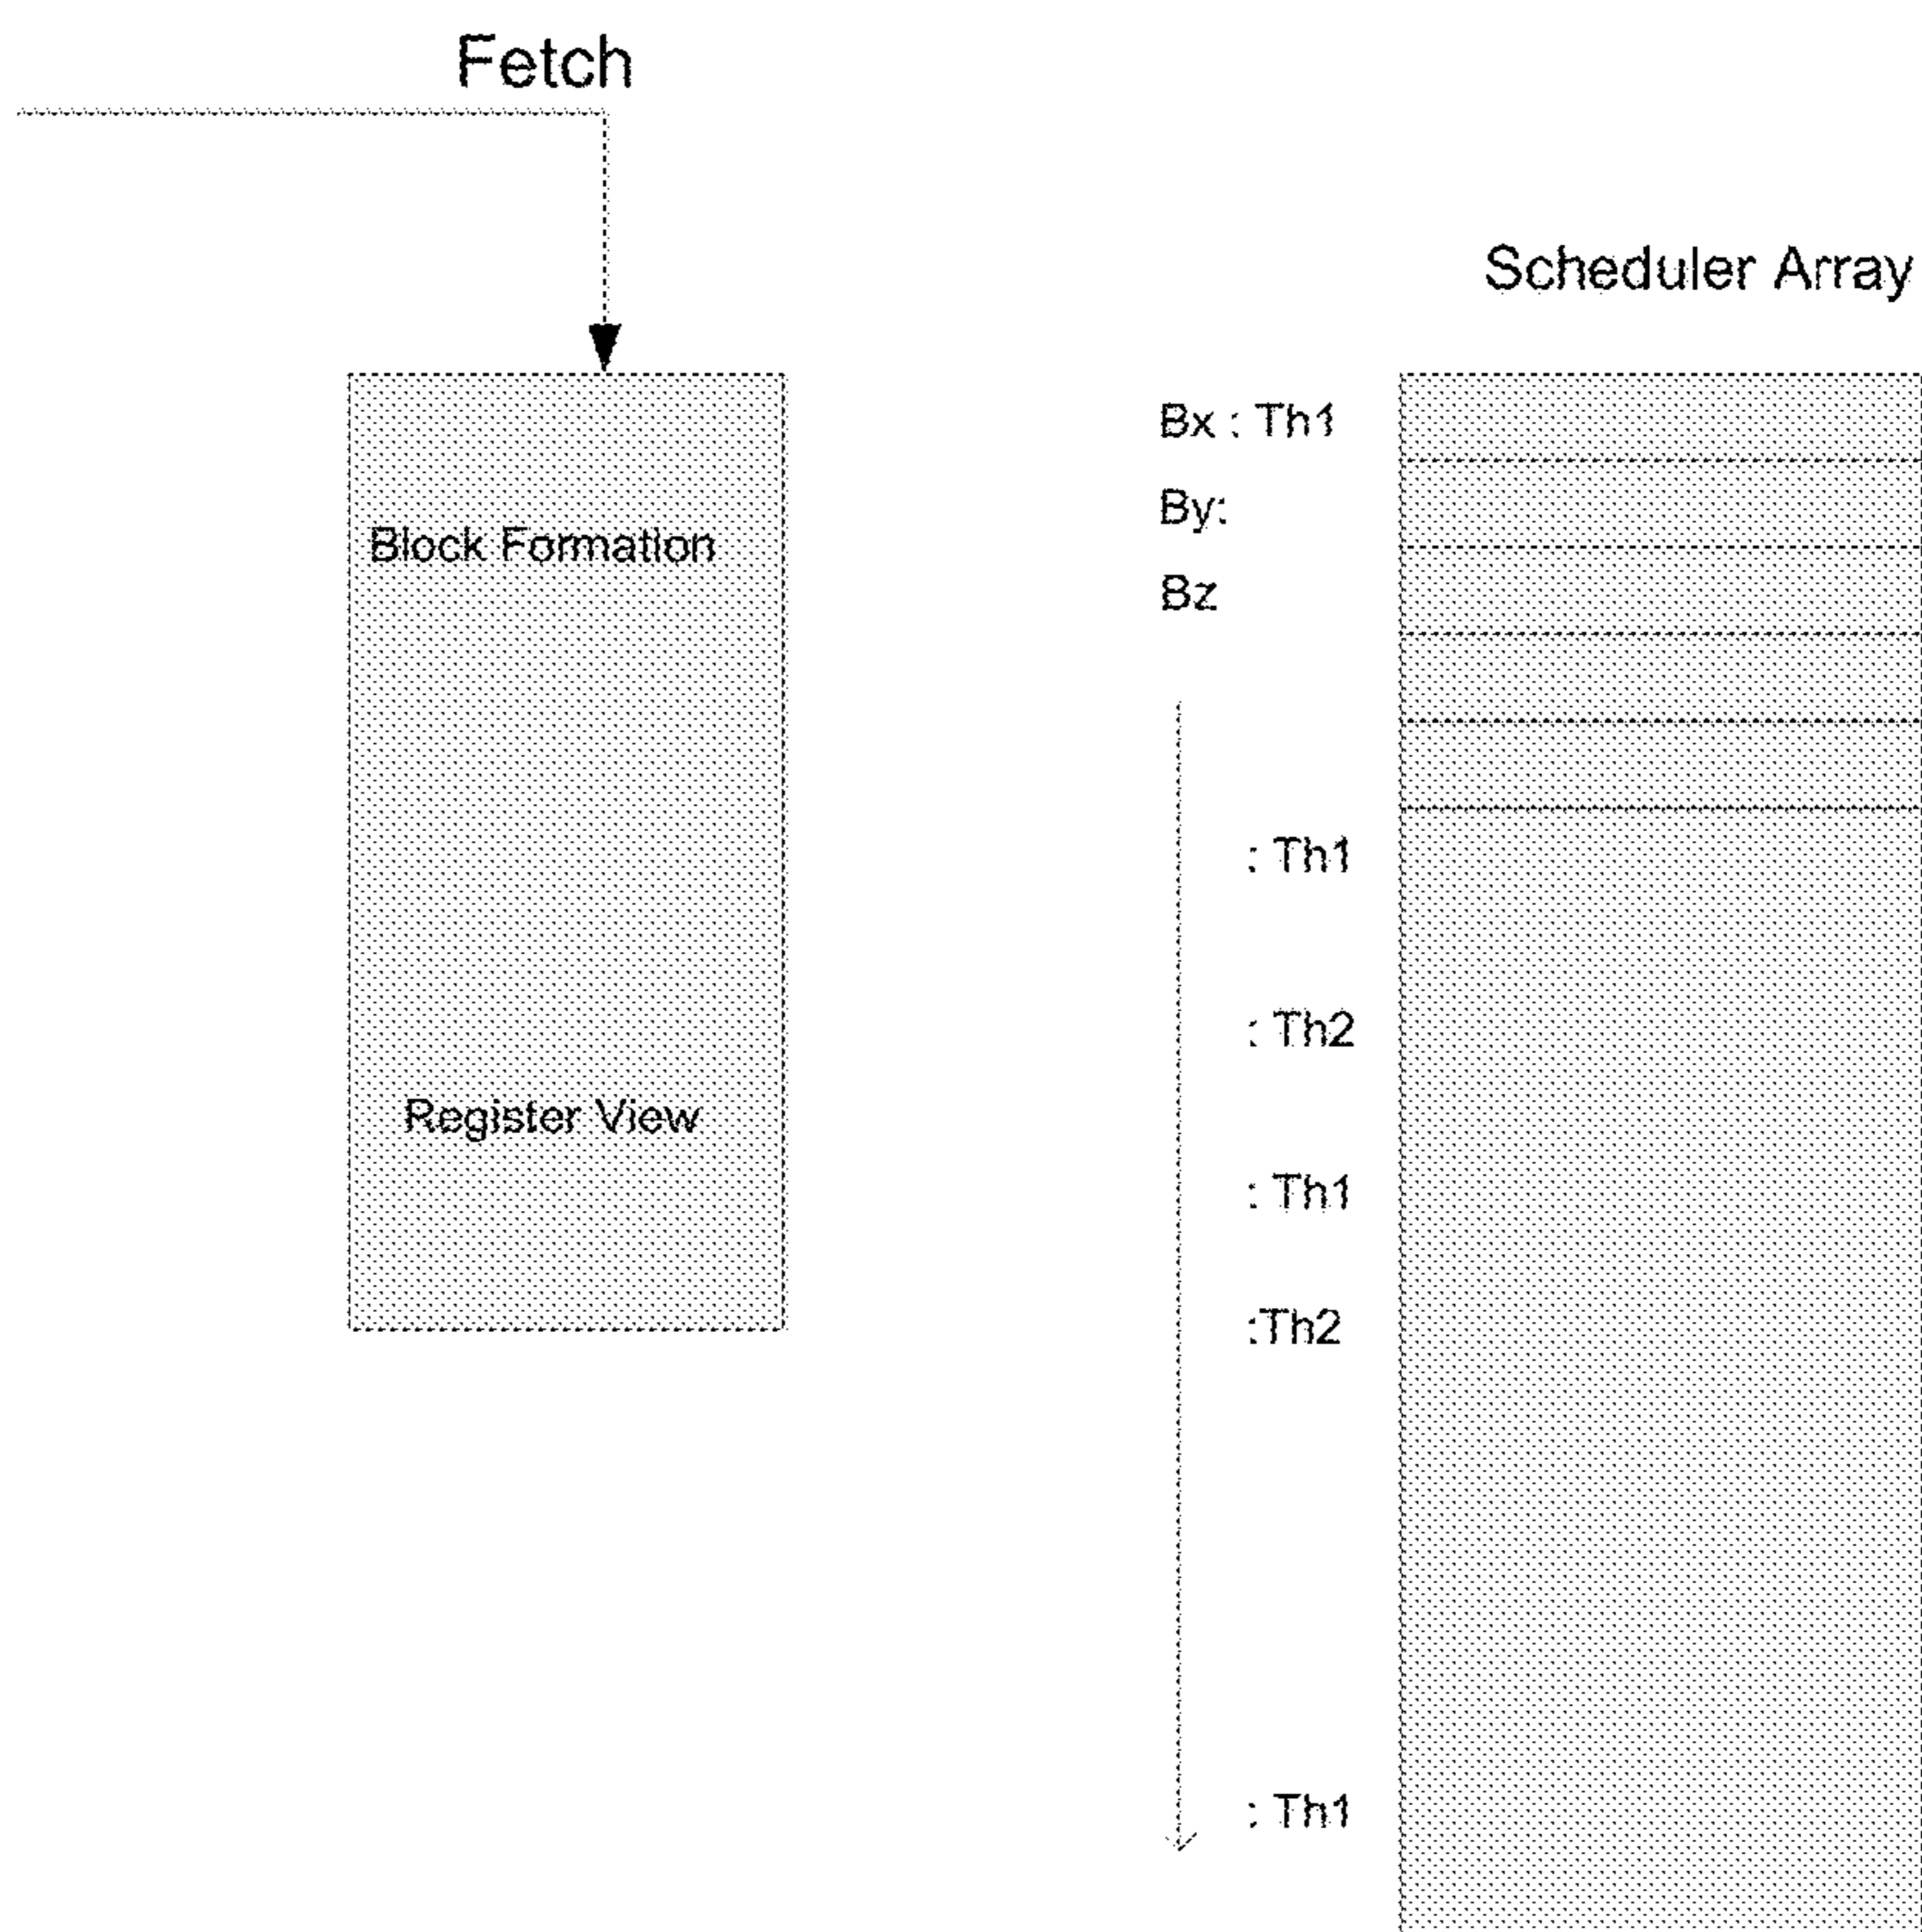 Fetch
Scheduler Array
Block Formation
Register View
Bx : Th1
By:
Bz
: Th1
: Th2
: Th1
:Th2
: Th1